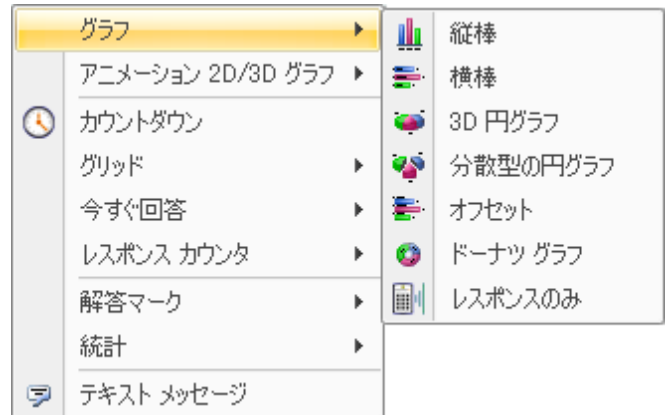 グラフ
アニメーション 2D/3D グラフ
カウントダウン
グリッド
今すぐ回答
レスポンス カウンタ
解答マーク
統計
テキスト メッセージ
縦棒
横棒
3D 円グラフ
分散型の円グラフ
オフセット
ドーナツ グラフ
レスポンスのみ